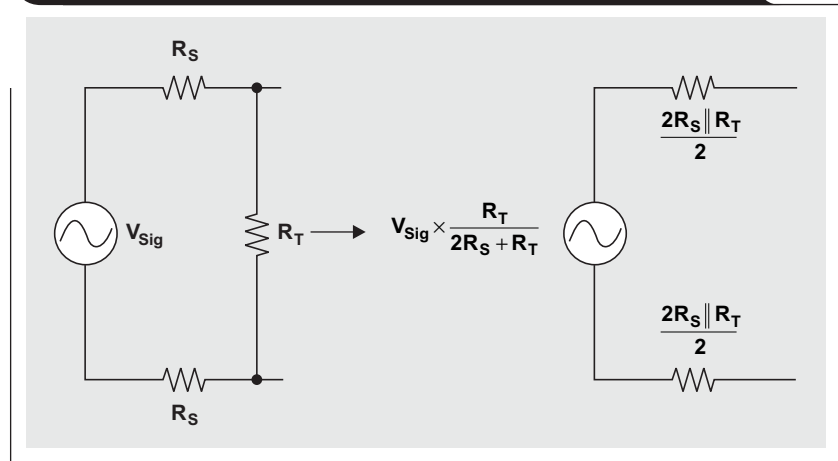 R_S
V_Sig
R_T
R_S
V_Sig × R_T / (2R_S + R_T)
2R_S || R_T
2
2R_S || R_T
2